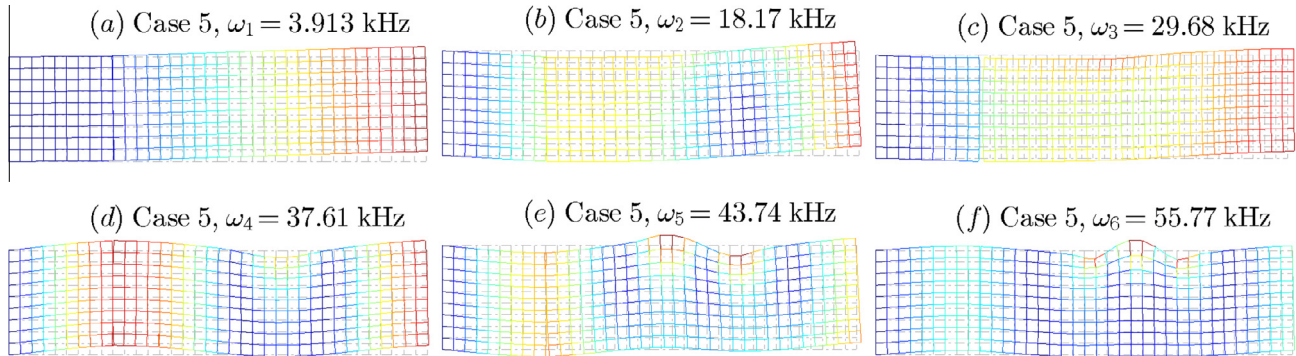 (a) Case 5, ω₁ = 3.913 kHz
(b) Case 5, ω₂ = 18.17 kHz
(c) Case 5, ω₃ = 29.68 kHz
(d) Case 5, ω₄ = 37.61 kHz
(e) Case 5, ω₅ = 43.74 kHz
(f) Case 5, ω₆ = 55.77 kHz